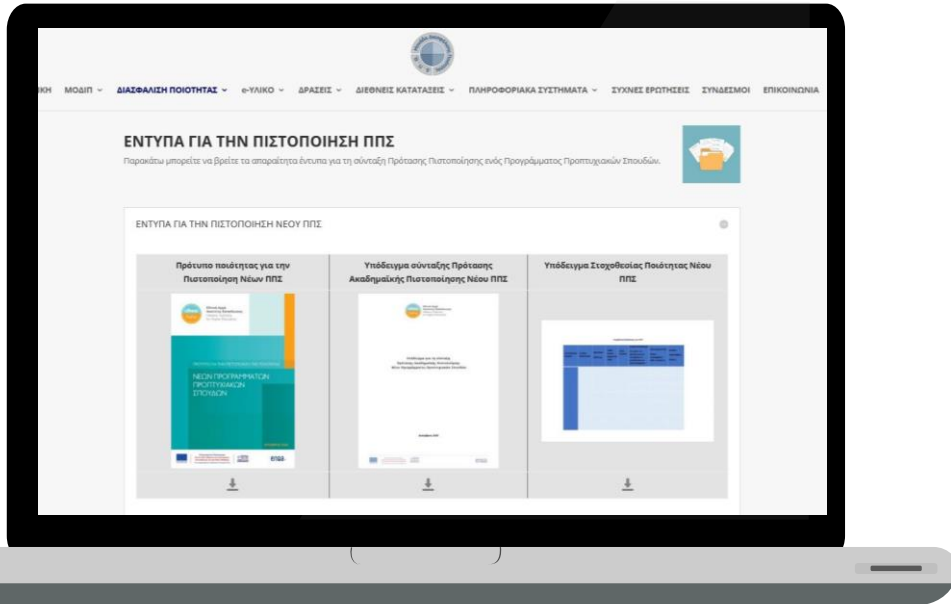 ΙΚΗ ΜΟΔΙΠ ΔΙΑΣΦΑΛΙΣΗ ΠΟΙΟΤΗΤΑΣ e-ΥΛΙΚΟ ΔΡΑΣΕΙΣ ΔΙΕΘΝΕΙΣ ΚΑΤΑΤΑΞΕΙΣ ΠΛΗΡΟΦΟΡΙΑΚΑ ΣΥΣΤΗΜΑΤΑ ΣΥΧΝΕΣ ΕΡΩΤΗΣΕΙΣ ΣΥΝΔΕΣΜΟΙ ΕΠΙΚΟΙΝΩΝΙΑ
ΕΝΤΥΠΑ ΓΙΑ ΤΗΝ ΠΙΣΤΟΠΟΙΗΣΗ ΠΠΣ
Παρακάτω μπορείτε να βρείτε τα απαραίτητα έντυπα για τη σύνταξη Πρότασης Πιστοποίησης ενός Προγράμματος Προπτυχιακών Σπουδών.
ΕΝΤΥΠΑ ΓΙΑ ΤΗΝ ΠΙΣΤΟΠΟΙΗΣΗ ΝΕΟΥ ΠΠΣ
Πρότυπο ποιότητας για την
Πιστοποίηση Νέων ΠΠΣ
Υπόδειγμα σύνταξης Πρότασης
Ακαδημαϊκής Πιστοποίησης Νέου ΠΠΣ
Υπόδειγμα Στοχοθεσίας Ποιότητας Νέου
ΠΠΣ
ΝΕΩΝ ΠΡΟΓΡΑΜΜΑΤΩΝ
ΠΡΟΠΤΥΧΙΑΚΩΝ
ΣΠΟΥΔΩΝ